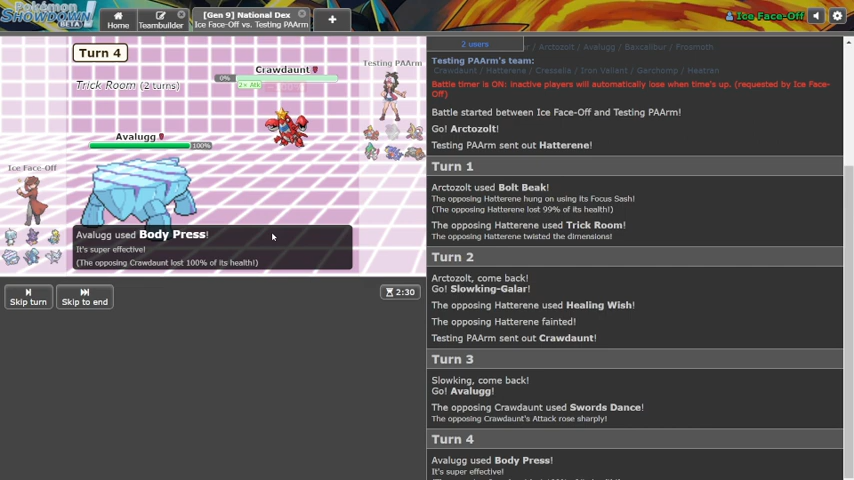 Pokémon
Showdown
BETA
Home
Teambuilder
[Gen 9] National Dex
Ice Face-Off vs. Testing PAArm
Ice Face-Off
Turn 4
Trick Room (2 turns)
Crawdaunt
0%
2× Atk
Avalugg
100%
Testing PAArm
Ice Face-Off
Avalugg used Body Press!
It's super effective!
(The opposing Crawdaunt lost 100% of its health!)
Skip turn
Skip to end
2:30
2 users
/ Arctozolt / Avalugg / Baxcalibur / Frosmoth
Testing PAArm's team:
Crawdaunt / Hatterene / Cresselia / Iron Valiant / Garchomp / Heatran
Battle timer is ON: inactive players will automatically lose when time's up. (requested by Ice Face-
Off)
Battle started between Ice Face-Off and Testing PAArm!
Go! Arctozolt!
Testing PAArm sent out Hatterene!
Turn 1
Arctozolt used Bolt Beak!
The opposing Hatterene hung on using its Focus Sash!
(The opposing Hatterene lost 99% of its health!)
The opposing Hatterene used Trick Room!
The opposing Hatterene twisted the dimensions!
Turn 2
Arctozolt, come back!
Go! Slowking-Galar!
The opposing Hatterene used Healing Wish!
The opposing Hatterene fainted!
Testing PAArm sent out Crawdaunt!
Turn 3
Slowking, come back!
Go! Avalugg!
The opposing Crawdaunt used Swords Dance!
The opposing Crawdaunt's Attack rose sharply!
Turn 4
Avalugg used Body Press!
It's super effective!